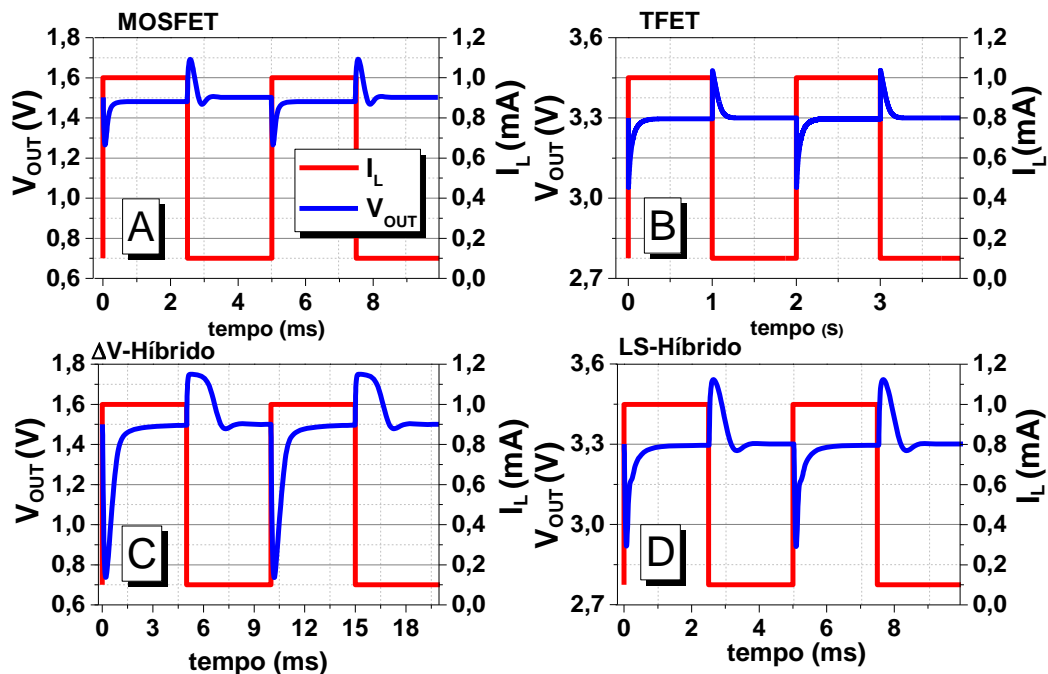 MOSFET
1,8
1,6
1,4
1,2
1,0
0,8
0,6
V_OUT (V)
1,2
1,0
0,8
0,6
0,4
0,2
0,0
I_L (mA)
I_L
V_OUT
A
0 2 4 6 8
tempo (ms)
TFET
3,6
3,3
3,0
2,7
V_OUT (V)
1,2
1,0
0,8
0,6
0,4
0,2
0,0
I_L (mA)
B
0 1 2 3
tempo (s)
ΔV-Híbrido
1,8
1,6
1,4
1,2
1,0
0,8
0,6
V_OUT (V)
1,2
1,0
0,8
0,6
0,4
0,2
0,0
I_L (mA)
C
0 3 6 9 12 15 18
tempo (ms)
LS-Híbrido
3,6
3,3
3,0
2,7
V_OUT (V)
1,2
1,0
0,8
0,6
0,4
0,2
0,0
I_L (mA)
D
0 2 4 6 8
tempo (ms)